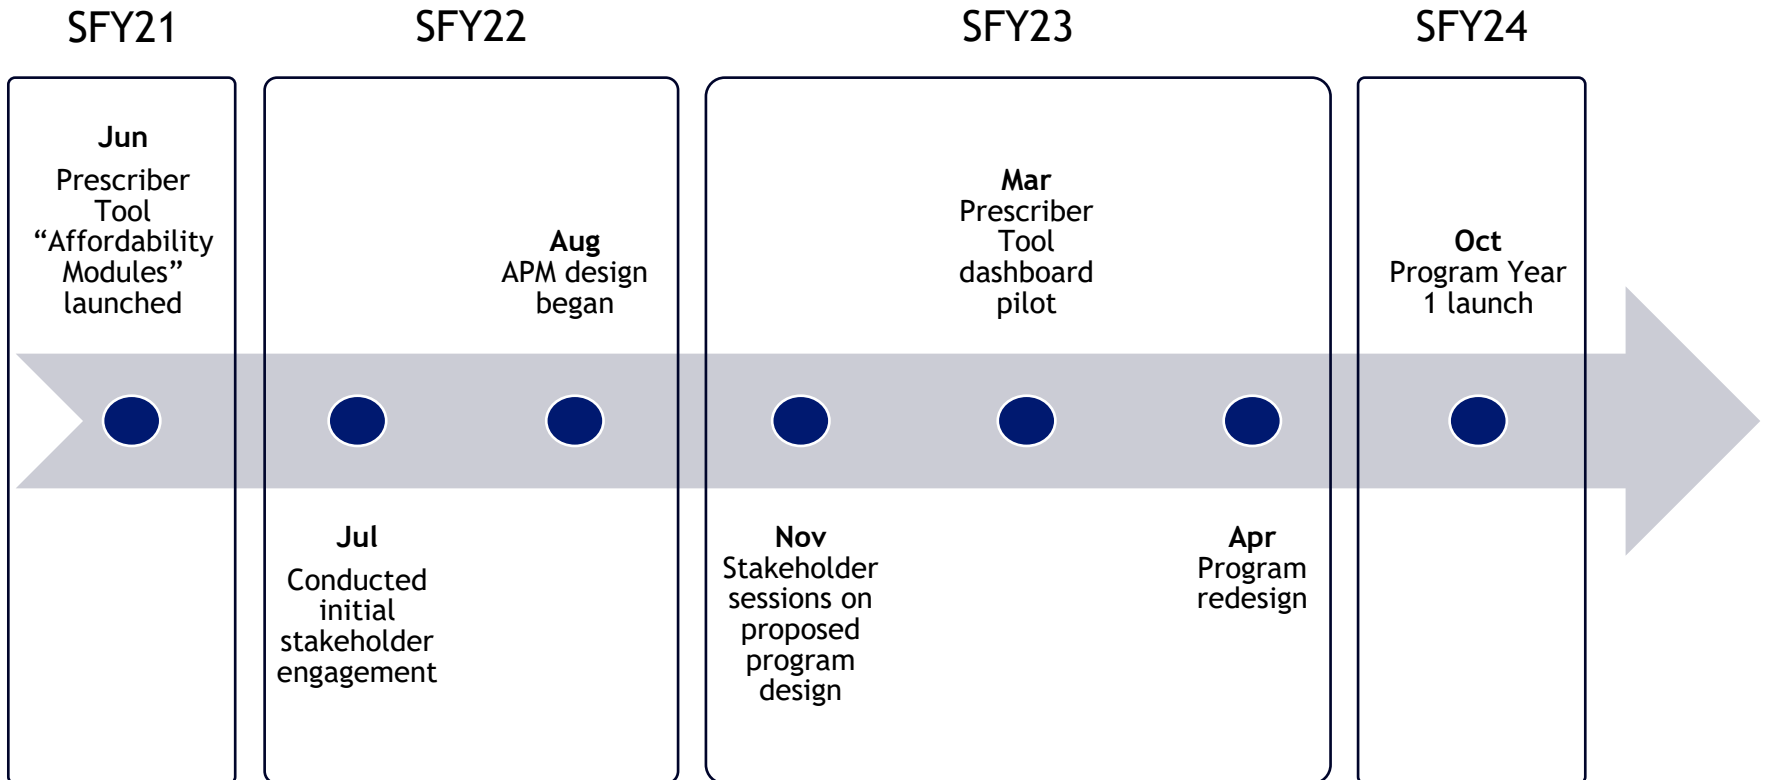 SFY21
SFY22
SFY23
SFY24
Jun
Prescriber
Tool
“Affordability
Modules”
launched
Jul
Conducted
initial
stakeholder
engagement
Aug
APM design
began
Nov
Stakeholder
sessions on
proposed
program
design
Mar
Prescriber
Tool
dashboard
pilot
Apr
Program
redesign
Oct
Program Year
1 launch